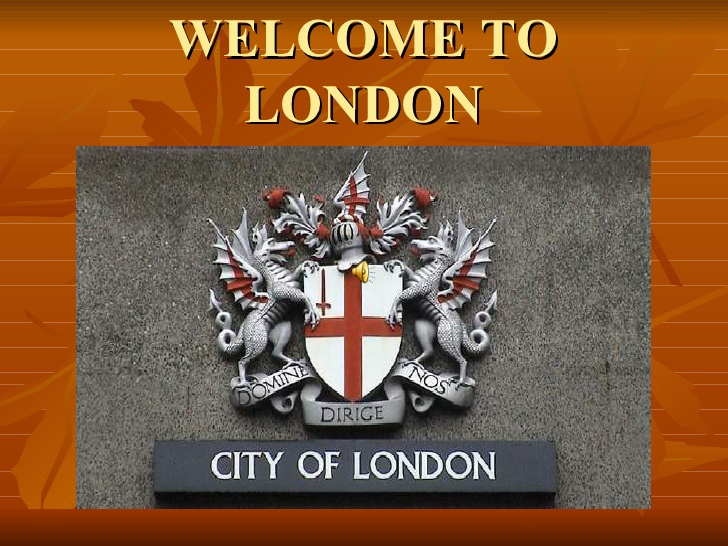 WELCOME TO
LONDON
DOMINE
DIRIGE
NOS
CITY OF LONDON